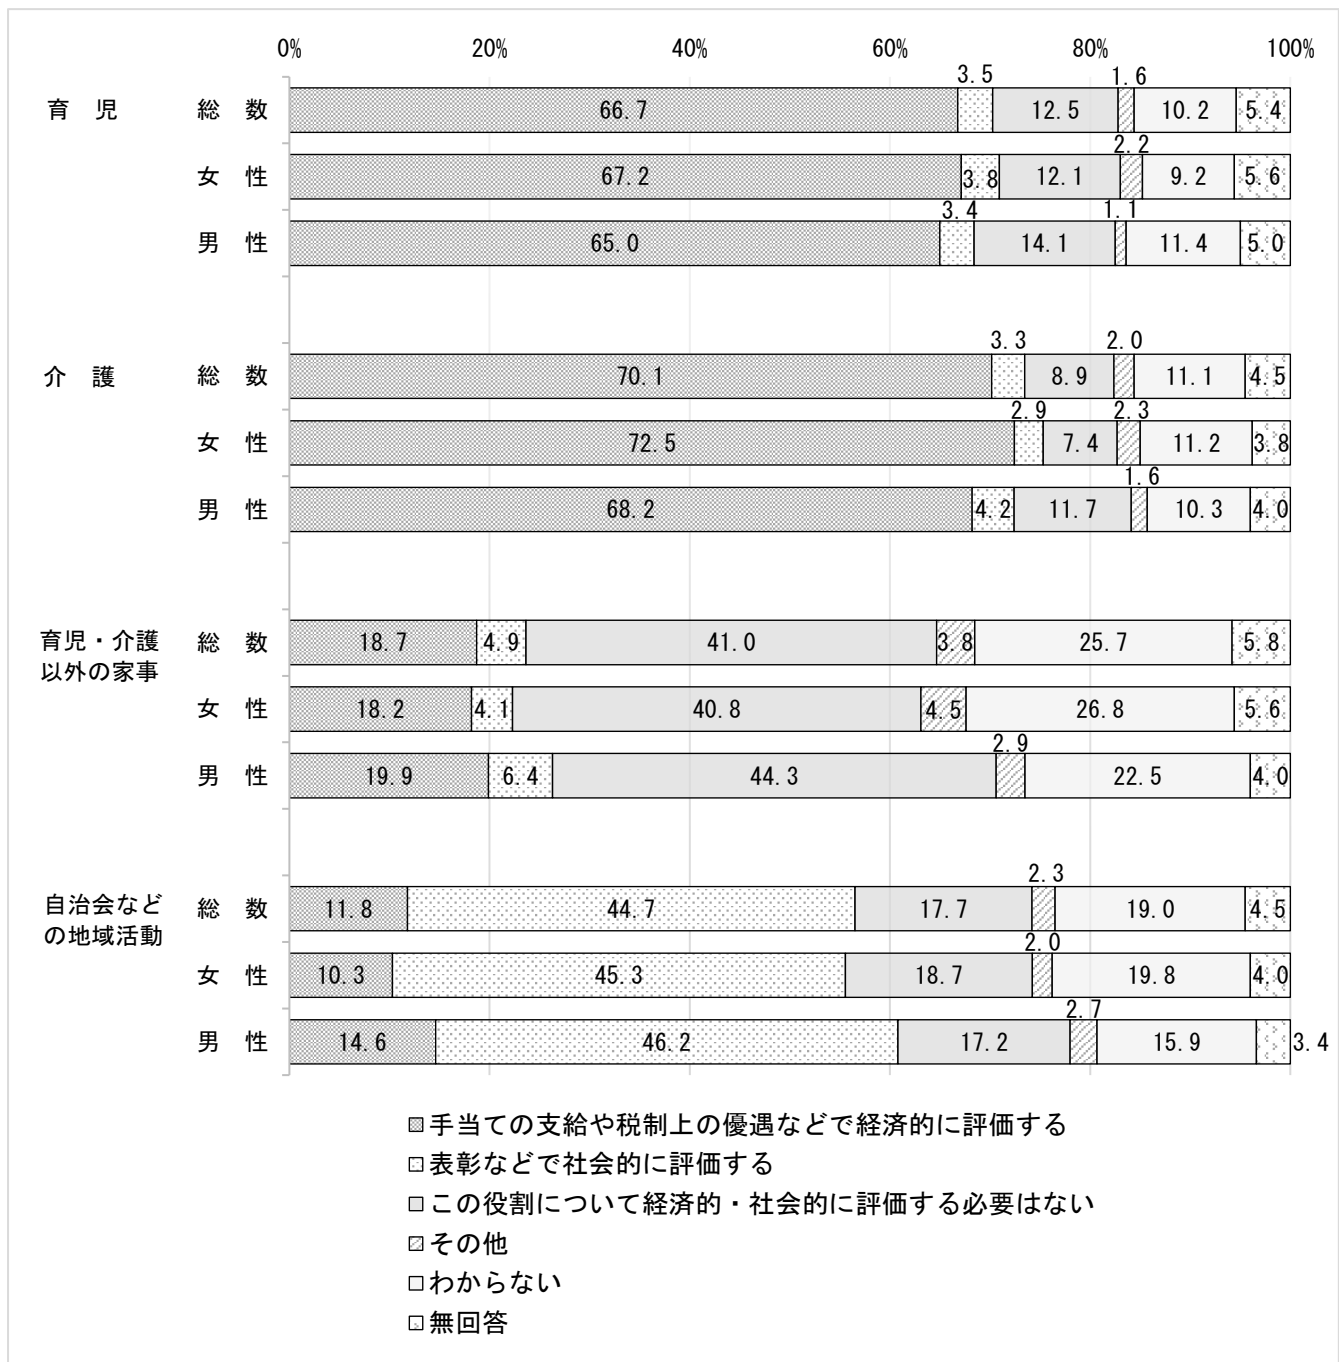 0% 20% 40% 60% 80% 100%
3.5 1.6
育 児 総 数 66.7 12.5 10.2 5.4
2.2
女 性 67.2 3.8 12.1 9.2 5.6
3.4 1.1
男 性 65.0 14.1 11.4 5.0
3.3 2.0
介 護 総 数 70.1 8.9 11.1 4.5
2.9 2.3
女 性 72.5 7.4 11.2 3.8
1.6
男 性 68.2 4.2 11.7 10.3 4.0
育児・介護
以外の家事
総 数 18.7 4.9 41.0 3.8 25.7 5.8
女 性 18.2 4.1 40.8 4.5 26.8 5.6
2.9
男 性 19.9 6.4 44.3 22.5 4.0
2.3
自治会など
の地域活動
総 数 11.8 44.7 17.7 19.0 4.5
2.0
女 性 10.3 45.3 18.7 19.8 4.0
2.7
男 性 14.6 46.2 17.2 15.9 3.4
手当ての支給や税制上の優遇などで経済的に評価する
表彰などで社会的に評価する
この役割について経済的・社会的に評価する必要はない
その他
わからない
無回答